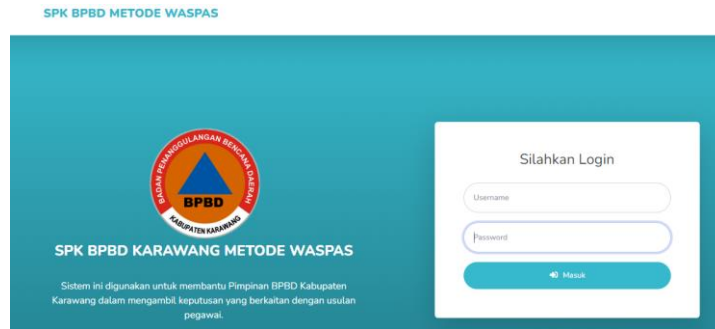 SPK BPBD METODE WASPAS
BADAN PENANGGULANGAN BENCANA DAERAH
BPBD
KABUPATEN KARAWANG
SPK BPBD KARAWANG METODE WASPAS
Sistem ini digunakan untuk membantu Pimpinan BPBD Kabupaten
Karawang dalam mengambil keputusan yang berkaitan dengan usulan
pegawai.
Silahkan Login
Username
Password
Masuk